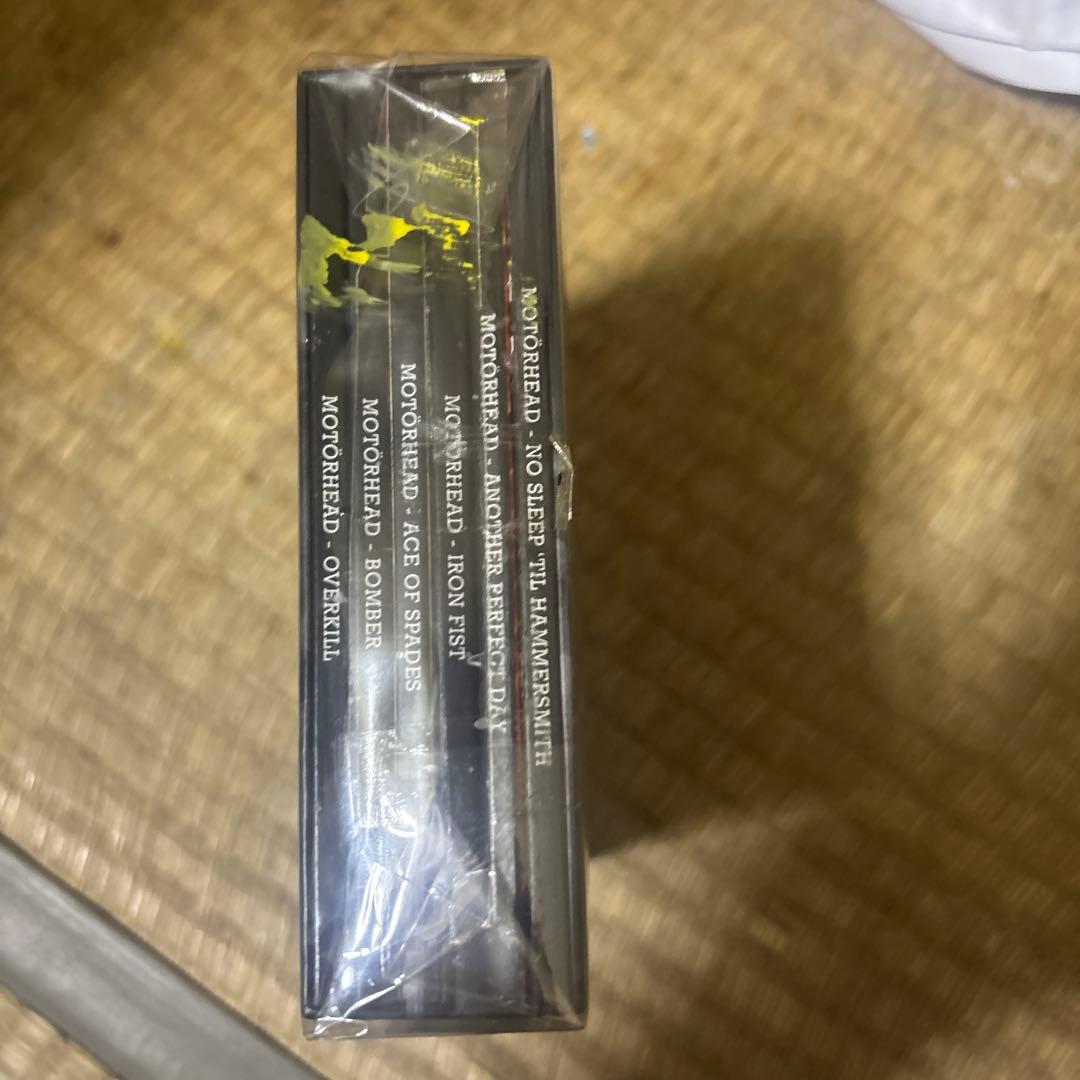 MOTÖRHEAD - NO SLEEP 'TIL HAMMERSMITH
MOTÖRHEAD - ANOTHER PERFECT DAY
MOTÖRHEAD - IRON FIST
MOTÖRHEAD - ACE OF SPADES
MOTÖRHEAD - BOMBER
MOTÖRHEAD - OVERKILL